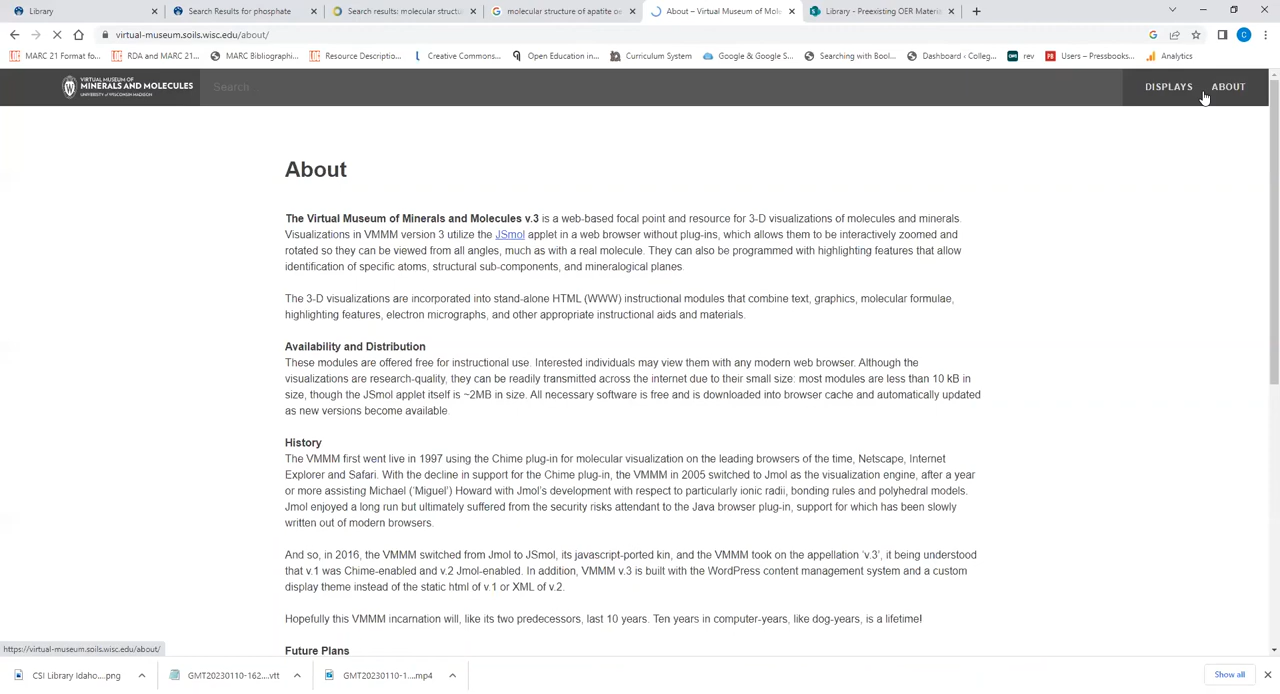 Library
Search Results for phosphate
Search results: molecular structu
molecular structure of apatite or
About – Virtual Museum of Mole
Library - Preexisting OER Materia
virtual-museum.soils.wisc.edu/about/
MARC 21 Format fo...
RDA and MARC 21...
MARC Bibliographi...
Resource Descriptio...
Creative Commons...
Open Education in...
Curriculum System
Google & Google S...
Searching with Bool...
Dashboard ‹ Colleg...
rev
Users – Pressbooks...
Analytics
VIRTUAL MUSEUM OF
MINERALS AND MOLECULES
UNIVERSITY OF WISCONSIN-MADISON
Search
DISPLAYS
ABOUT
About
The Virtual Museum of Minerals and Molecules v.3 is a web-based focal point and resource for 3-D visualizations of molecules and minerals.
Visualizations in VMMM version 3 utilize the JSmol applet in a web browser without plug-ins, which allows them to be interactively zoomed and
rotated so they can be viewed from all angles, much as with a real molecule. They can also be programmed with highlighting features that allow
identification of specific atoms, structural sub-components, and mineralogical planes.
The 3-D visualizations are incorporated into stand-alone HTML (WWW) instructional modules that combine text, graphics, molecular formulae,
highlighting features, electron micrographs, and other appropriate instructional aids and materials.
Availability and Distribution
These modules are offered free for instructional use. Interested individuals may view them with any modern web browser. Although the
visualizations are research-quality, they can be readily transmitted across the internet due to their small size: most modules are less than 10 kB in
size, though the JSmol applet itself is ~2MB in size. All necessary software is free and is downloaded into browser cache and automatically updated
as new versions become available.
History
The VMMM first went live in 1997 using the Chime plug-in for molecular visualization on the leading browsers of the time, Netscape, Internet
Explorer and Safari. With the decline in support for the Chime plug-in, the VMMM in 2005 switched to Jmol as the visualization engine, after a year
or more assisting Michael ('Miguel') Howard with Jmol's development with respect to particularly ionic radii, bonding rules and polyhedral models.
Jmol enjoyed a long run but ultimately suffered from the security risks attendant to the Java browser plug-in, support for which has been slowly
written out of modern browsers.
And so, in 2016, the VMMM switched from Jmol to JSmol, its javascript-ported kin, and the VMMM took on the appellation 'v.3', it being understood
that v.1 was Chime-enabled and v.2 Jmol-enabled. In addition, VMMM v.3 is built with the WordPress content management system and a custom
display theme instead of the static html of v.1 or XML of v.2.
Hopefully this VMMM incarnation will, like its two predecessors, last 10 years. Ten years in computer-years, like dog-years, is a lifetime!
Future Plans
https://virtual-museum.soils.wisc.edu/about/
CSI Library Idaho....png
GMT20230110-162....vtt
GMT20230110-1....mp4
Show all